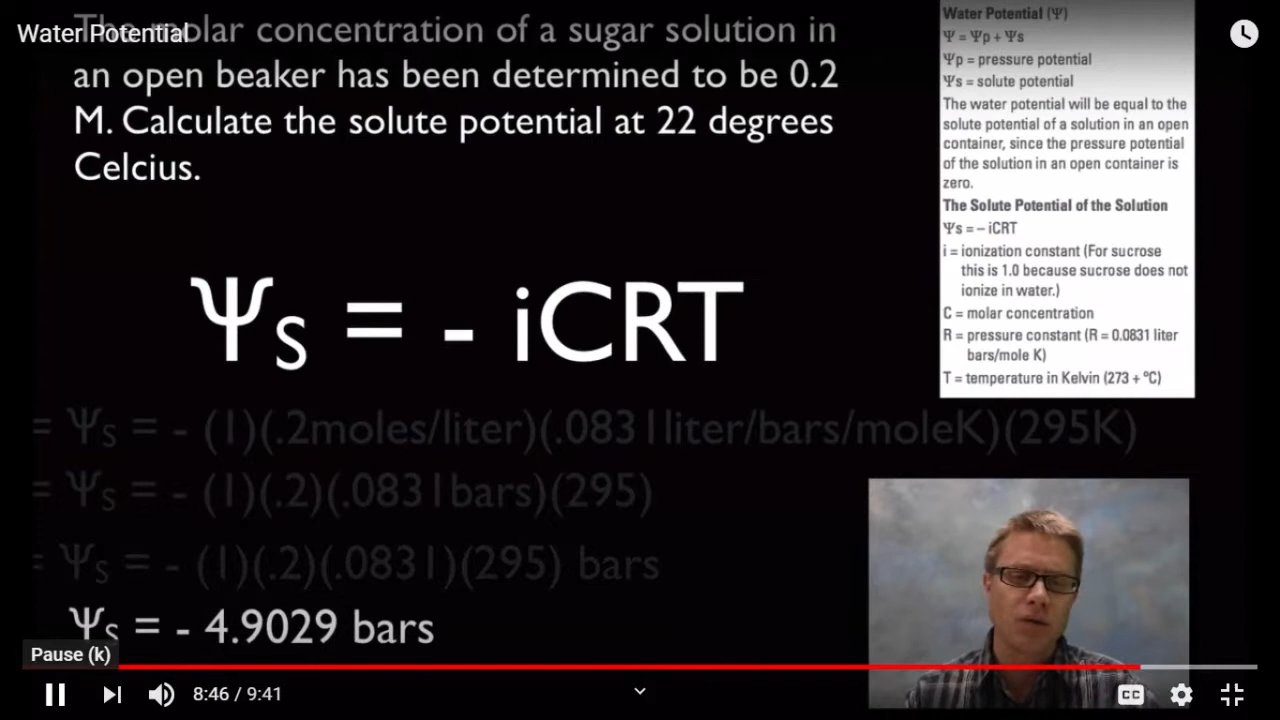 Water Potential
The molar concentration of a sugar solution in
an open beaker has been determined to be 0.2
M. Calculate the solute potential at 22 degrees
Celcius.
Ψs = - iCRT
= Ψs = - (1)(.2moles/liter)(.0831liter/bars/moleK)(295K)
= Ψs = - (1)(.2)(.0831bars)(295)
= Ψs = - (1)(.2)(.0831)(295) bars
Ψs = - 4.9029 bars
Water Potential (Ψ)
Ψ = Ψp + Ψs
Ψp = pressure potential
Ψs = solute potential
The water potential will be equal to the
solute potential of a solution in an open
container, since the pressure potential
of the solution in an open container is
zero.
The Solute Potential of the Solution
Ψs = – iCRT
i = ionization constant (For sucrose
this is 1.0 because sucrose does not
ionize in water.)
C = molar concentration
R = pressure constant (R = 0.0831 liter
bars/mole K)
T = temperature in Kelvin (273 + ºC)
Pause (k)
8:46 / 9:41
CC